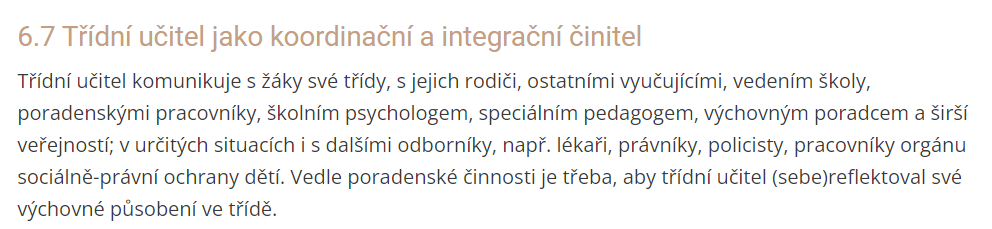 6.7 Třídní učitel jako koordinační a integrační činitel
Třídní učitel komunikuje s žáky své třídy, s jejich rodiči, ostatními vyučujícími, vedením školy,
poradenskými pracovníky, školním psychologem, speciálním pedagogem, výchovným poradcem a širší
veřejností; v určitých situacích i s dalšími odborníky, např. lékaři, právníky, policisty, pracovníky orgánu
sociálně-právní ochrany dětí. Vedle poradenské činnosti je třeba, aby třídní učitel (sebe)reflektoval své
výchovné působení ve třídě.